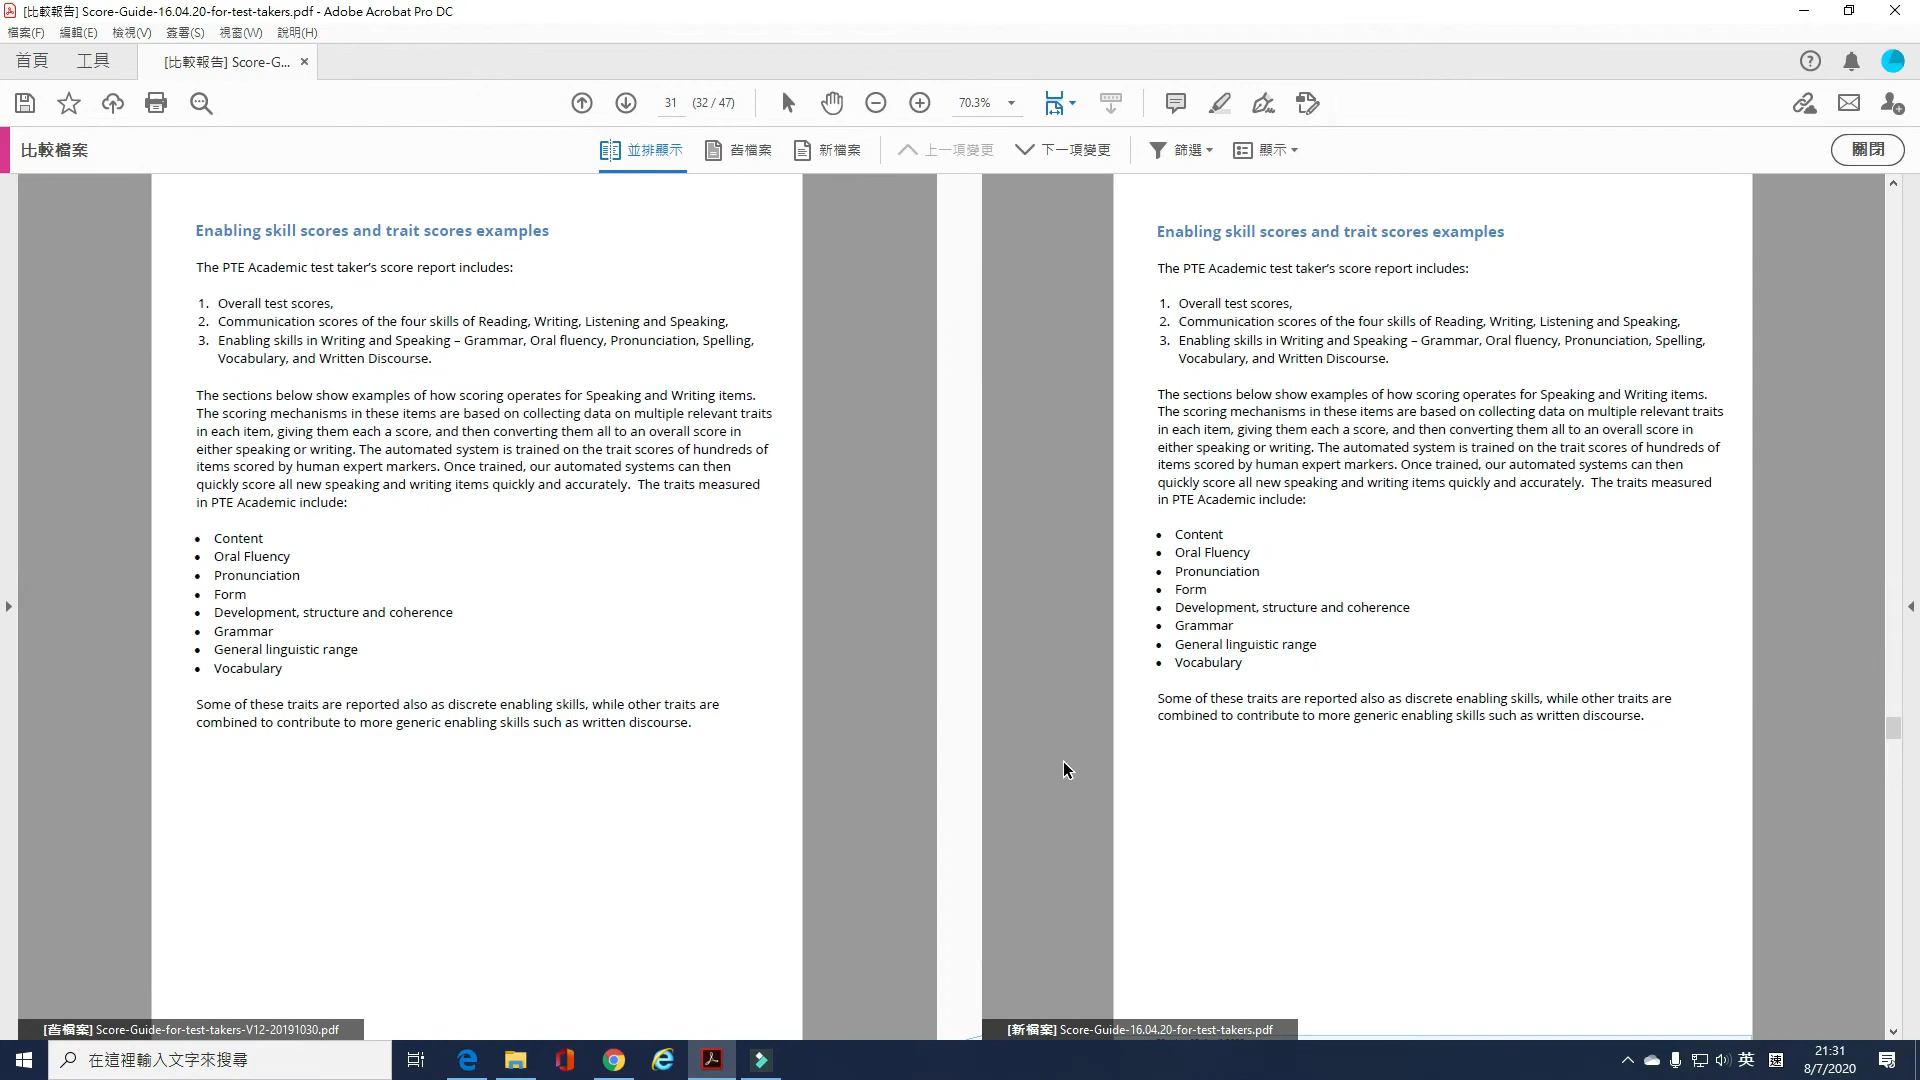 [比較報告] Score-Guide-16.04.20-for-test-takers.pdf - Adobe Acrobat Pro DC
檔案(F) 編輯(E) 檢視(V) 簽署(S) 視窗(W) 說明(H)
首頁 工具 [比較報告] Score-G... ×
31 (32 / 47) 70.3%
比較檔案 並排顯示 舊檔案 新檔案 上一項變更 下一項變更 篩選 顯示 關閉
Enabling skill scores and trait scores examples
The PTE Academic test taker’s score report includes:
1. Overall test scores,
2. Communication scores of the four skills of Reading, Writing, Listening and Speaking,
3. Enabling skills in Writing and Speaking – Grammar, Oral fluency, Pronunciation, Spelling,
Vocabulary, and Written Discourse.
The sections below show examples of how scoring operates for Speaking and Writing items.
The scoring mechanisms in these items are based on collecting data on multiple relevant traits
in each item, giving them each a score, and then converting them all to an overall score in
either speaking or writing. The automated system is trained on the trait scores of hundreds of
items scored by human expert markers. Once trained, our automated systems can then
quickly score all new speaking and writing items quickly and accurately.  The traits measured
in PTE Academic include:
• Content
• Oral Fluency
• Pronunciation
• Form
• Development, structure and coherence
• Grammar
• General linguistic range
• Vocabulary
Some of these traits are reported also as discrete enabling skills, while other traits are
combined to contribute to more generic enabling skills such as written discourse.
[舊檔案] Score-Guide-for-test-takers-V12-20191030.pdf
Enabling skill scores and trait scores examples
The PTE Academic test taker’s score report includes:
1. Overall test scores,
2. Communication scores of the four skills of Reading, Writing, Listening and Speaking,
3. Enabling skills in Writing and Speaking – Grammar, Oral fluency, Pronunciation, Spelling,
Vocabulary, and Written Discourse.
The sections below show examples of how scoring operates for Speaking and Writing items.
The scoring mechanisms in these items are based on collecting data on multiple relevant traits
in each item, giving them each a score, and then converting them all to an overall score in
either speaking or writing. The automated system is trained on the trait scores of hundreds of
items scored by human expert markers. Once trained, our automated systems can then
quickly score all new speaking and writing items quickly and accurately.  The traits measured
in PTE Academic include:
• Content
• Oral Fluency
• Pronunciation
• Form
• Development, structure and coherence
• Grammar
• General linguistic range
• Vocabulary
Some of these traits are reported also as discrete enabling skills, while other traits are
combined to contribute to more generic enabling skills such as written discourse.
[新檔案] Score-Guide-16.04.20-for-test-takers.pdf
在這裡輸入文字來搜尋
英
21:31
8/7/2020